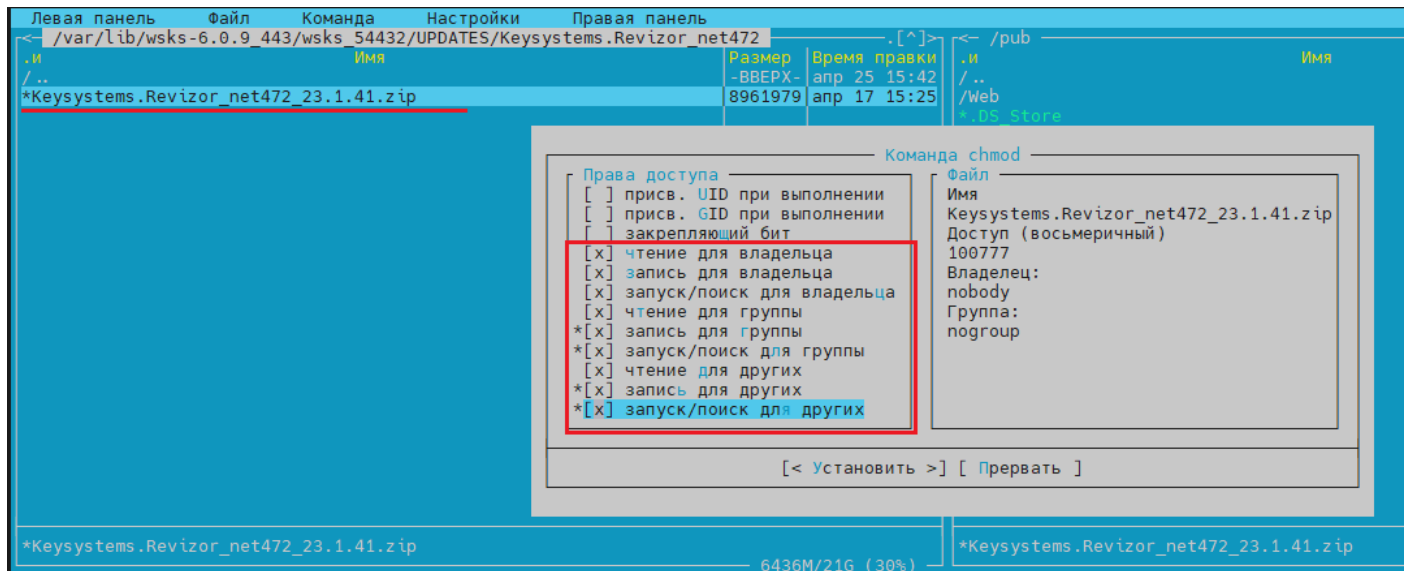 Левая панель Файл Команда Настройки Правая панель
<─ /var/lib/wsks-6.0.9_443/wsks_54432/UPDATES/Keysystems.Revizor_net472 ─.[^]>
.и Имя Размер Время правки
/.. -ВВЕРХ- апр 25 15:42
*Keysystems.Revizor_net472_23.1.41.zip 8961979 апр 17 15:25
<─ /pub
.и Имя
/..
/Web
*.DS_Store
Команда chmod
Права доступа
[ ] присв. UID при выполнении
[ ] присв. GID при выполнении
[ ] закрепляющий бит
[x] чтение для владельца
[x] запись для владельца
[x] запуск/поиск для владельца
[x] чтение для группы
*[x] запись для группы
*[x] запуск/поиск для группы
[x] чтение для других
*[x] запись для других
*[x] запуск/поиск для других
Файл
Имя
Keysystems.Revizor_net472_23.1.41.zip
Доступ (восьмеричный)
100777
Владелец:
nobody
Группа:
nogroup
[< Установить >] [ Прервать ]
*Keysystems.Revizor_net472_23.1.41.zip
6436M/21G (30%)
*Keysystems.Revizor_net472_23.1.41.zip